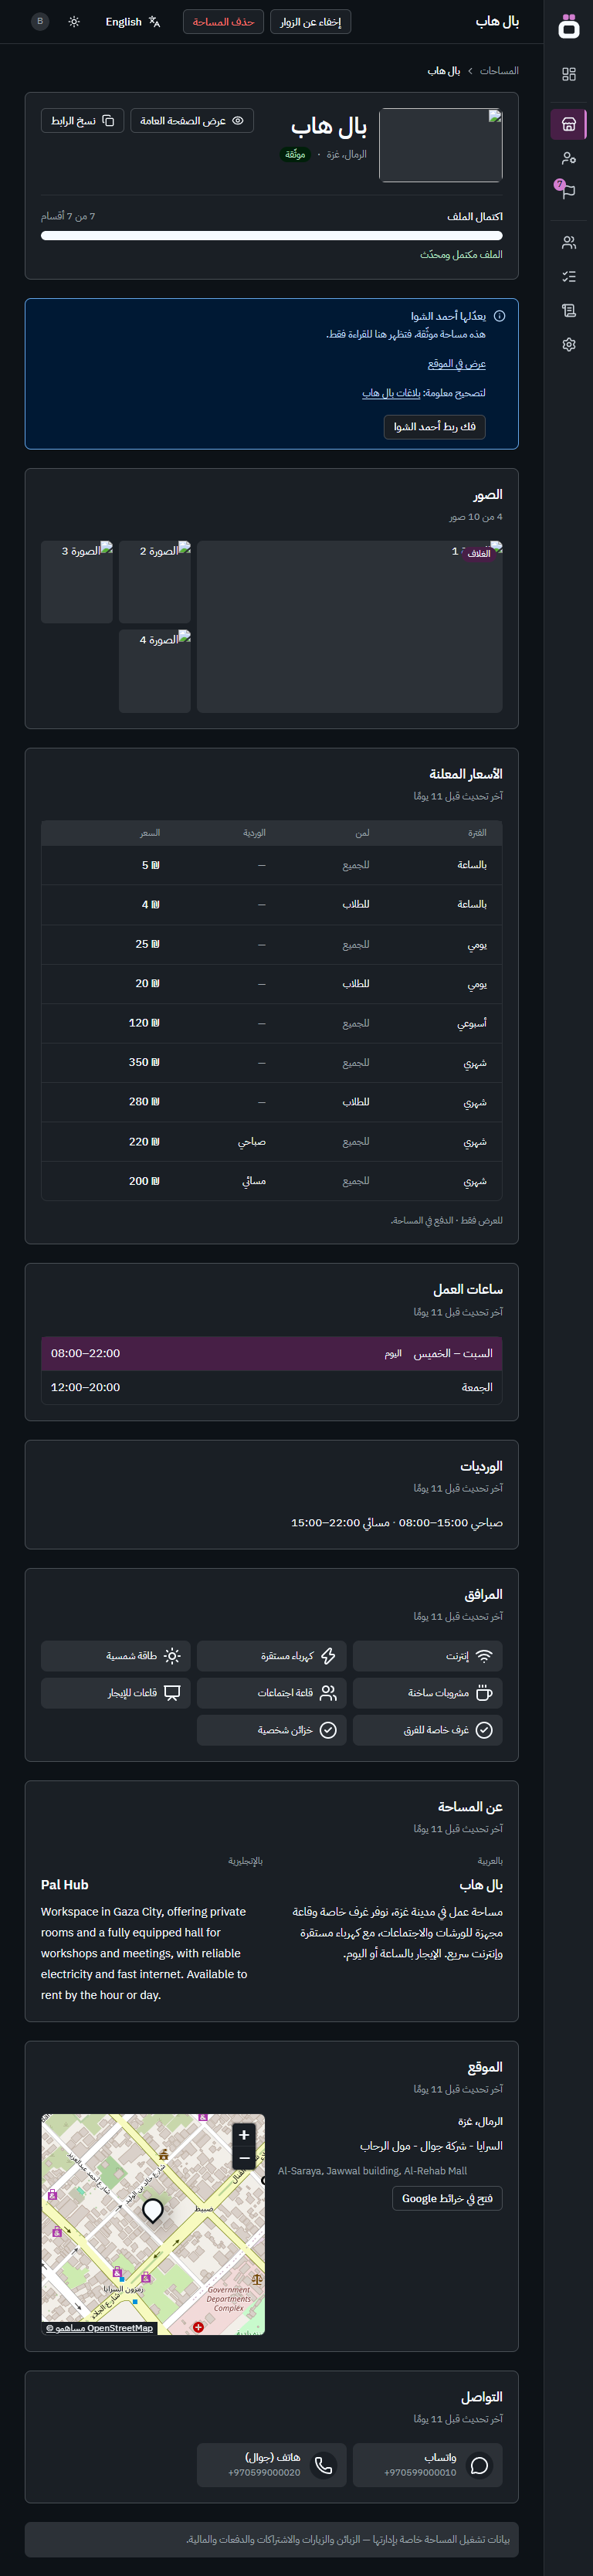 بال هاب
إخفاء عن الزوار
حذف المساحة
English
B
7
المساحات
بال هاب
بال هاب
الرمال، غزة · موثّقة
عرض الصفحة العامة
نسخ الرابط
اكتمال الملف
7 من 7 أقسام
الملف مكتمل ومحدّث
يعدّلها أحمد الشوا
هذه مساحة موثّقة، فتظهر هنا للقراءة فقط.
عرض في الموقع
لتصحيح معلومة: بلاغات بال هاب
فك ربط أحمد الشوا
الصور
4 من 10 صور
الغلاف
1
الصورة 2
الصورة 3
الصورة 4
الأسعار المعلنة
آخر تحديث قبل 11 يومًا
الفترة لمن الوردية السعر
بالساعة للجميع — 5 ₪
بالساعة للطلاب — 4 ₪
يومي للجميع — 25 ₪
يومي للطلاب — 20 ₪
أسبوعي للجميع — 120 ₪
شهري للجميع — 350 ₪
شهري للطلاب — 280 ₪
شهري للجميع صباحي 220 ₪
شهري للجميع مسائي 200 ₪
للعرض فقط · الدفع في المساحة.
ساعات العمل
آخر تحديث قبل 11 يومًا
السبت – الخميس اليوم 08:00–22:00
الجمعة 12:00–20:00
الورديات
آخر تحديث قبل 11 يومًا
صباحي 08:00–15:00 · مسائي 15:00–22:00
المرافق
آخر تحديث قبل 11 يومًا
إنترنت
كهرباء مستقرة
طاقة شمسية
مشروبات ساخنة
قاعة اجتماعات
قاعات للإيجار
غرف خاصة للفرق
خزائن شخصية
عن المساحة
آخر تحديث قبل 11 يومًا
بالعربية
بال هاب
مساحة عمل في مدينة غزة، نوفر غرف خاصة وقاعة
مجهزة للورشات والاجتماعات، مع كهرباء مستقرة
وإنترنت سريع. الإيجار بالساعة أو اليوم.
بالإنجليزية
Pal Hub
Workspace in Gaza City, offering private
rooms and a fully equipped hall for
workshops and meetings, with reliable
electricity and fast internet. Available to
rent by the hour or day.
الموقع
آخر تحديث قبل 11 يومًا
الرمال، غزة
السرايا - شركة جوال - مول الرحاب
Al-Saraya, Jawwal building, Al-Rehab Mall
فتح في خرائط Google
+
−
شارع خالد بن الوليد
ضبيط
رمزون السرايا
شارع الجلاء
Government
Departments
Complex
© مساهمو OpenStreetMap
التواصل
آخر تحديث قبل 11 يومًا
واتساب
+970599000010
هاتف (جوال)
+970599000020
بيانات تشغيل المساحة خاصة بإدارتها — الزبائن والزيارات والاشتراكات والدفعات والمالية.